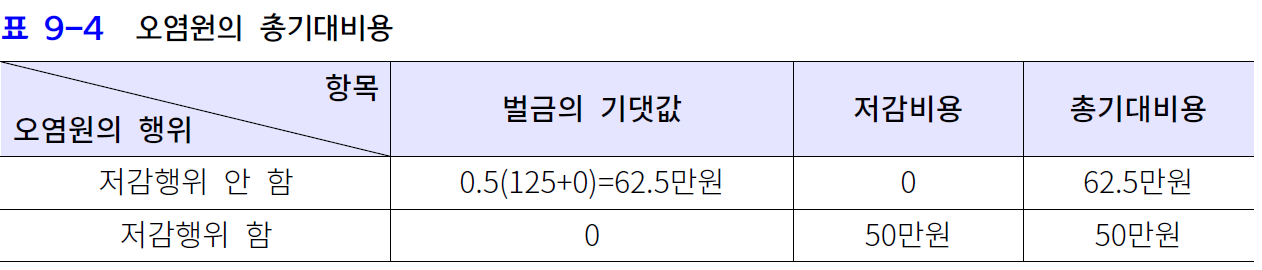 표 9-4 오염원의 총기대비용
항목
오염원의 행위
벌금의 기댓값 저감비용 총기대비용
저감행위 안 함 0.5(125+0)=62.5만원 0 62.5만원
저감행위 함 0 50만원 50만원